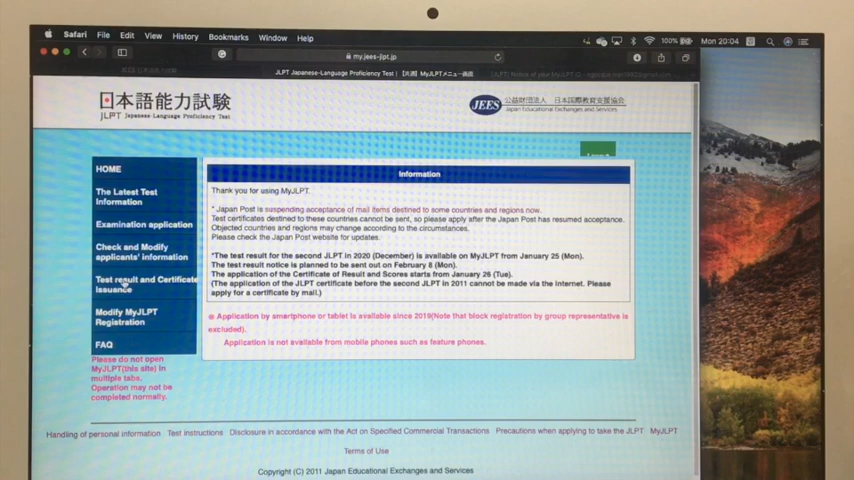 Safari File Edit View History Bookmarks Window Help
100% Mon 20:04
my.jees-jlpt.jp
JLPT Japanese-Language Proficiency Test | 【共通】MyJLPTメニュー画面
日本語能力試験
JLPT Japanese-Language Proficiency Test
JEES 公益財団法人 日本国際教育支援協会
Japan Educational Exchanges and Services
HOME
The Latest Test
Information
Examination application
Check and Modify
applicants' information
Test result and Certificate
Issuance
Modify MyJLPT
Registration
FAQ
Please do not open
MyJLPT(this site) in
multiple tabs.
Operation may not be
completed normally.
Information
Thank you for using MyJLPT.
* Japan Post is suspending acceptance of mail items destined to some countries and regions now.
Test certificates destined to these countries cannot be sent, so please apply after the Japan Post has resumed acceptance.
Objected countries and regions may change according to the circumstances.
Please check the Japan Post website for updates.
*The test result for the second JLPT in 2020 (December) is available on MyJLPT from January 25 (Mon).
The test result notice is planned to be sent out on February 8 (Mon).
The application of the Certificate of Result and Scores starts from January 26 (Tue).
(The application of the JLPT certificate before the second JLPT in 2011 cannot be made via the Internet. Please
apply for a certificate by mail.)
Application by smartphone or tablet is available since 2019(Note that block registration by group representative is
excluded).
Application is not available from mobile phones such as feature phones.
Handling of personal information Test instructions Disclosure in accordance with the Act on Specified Commercial Transactions Precautions when applying to take the JLPT MyJLPT
Terms of Use
Copyright (C) 2011 Japan Educational Exchanges and Services